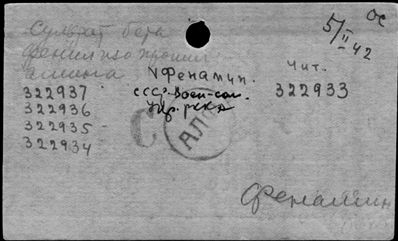 ОС
5/II 42
Сульфат бета
фенилизопропил
амина
Фенамин.
Чит.
322937
322936
322935
322934
СССР. Воен-сан.
упр. РККА
322933
С
Фенамин